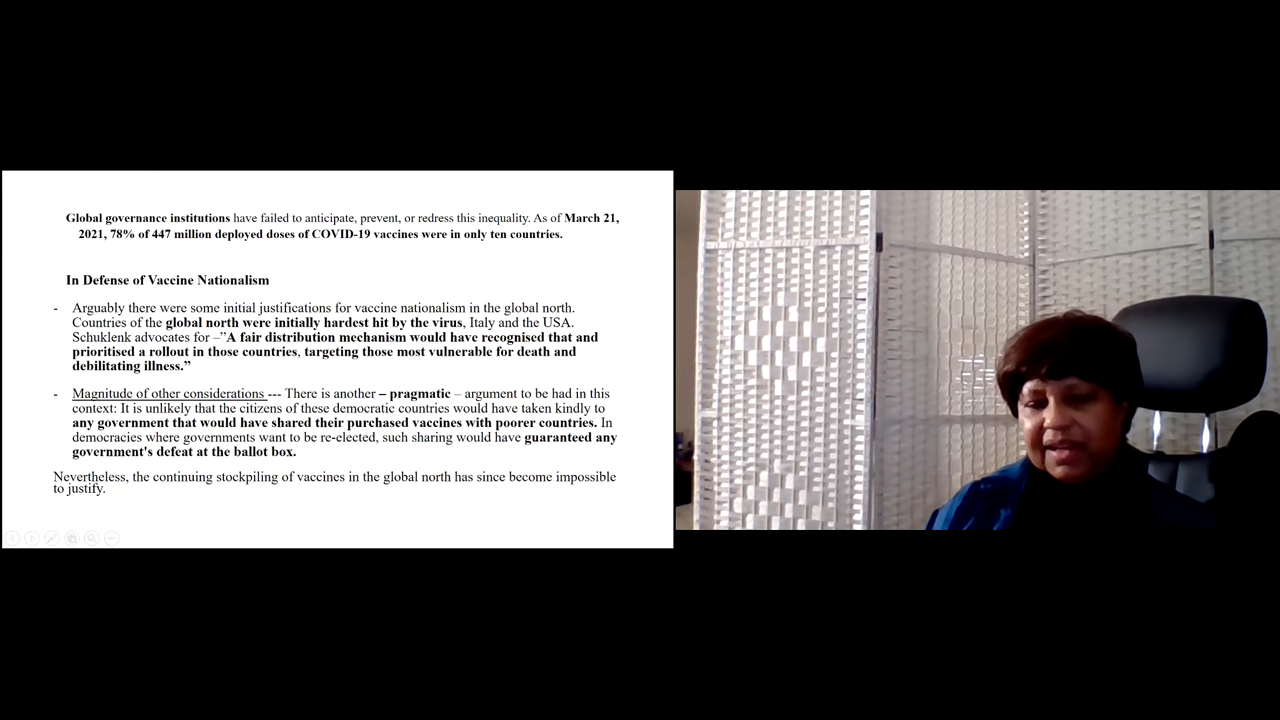 Global governance institutions have failed to anticipate, prevent, or redress this inequality. As of March 21,
2021, 78% of 447 million deployed doses of COVID-19 vaccines were in only ten countries.
In Defense of Vaccine Nationalism
- Arguably there were some initial justifications for vaccine nationalism in the global north.
Countries of the global north were initially hardest hit by the virus, Italy and the USA.
Schuklenk advocates for –”A fair distribution mechanism would have recognised that and
prioritised a rollout in those countries, targeting those most vulnerable for death and
debilitating illness.”
- Magnitude of other considerations --- There is another – pragmatic – argument to be had in this
context: It is unlikely that the citizens of these democratic countries would have taken kindly to
any government that would have shared their purchased vaccines with poorer countries. In
democracies where governments want to be re-elected, such sharing would have guaranteed any
government's defeat at the ballot box.
Nevertheless, the continuing stockpiling of vaccines in the global north has since become impossible
to justify.